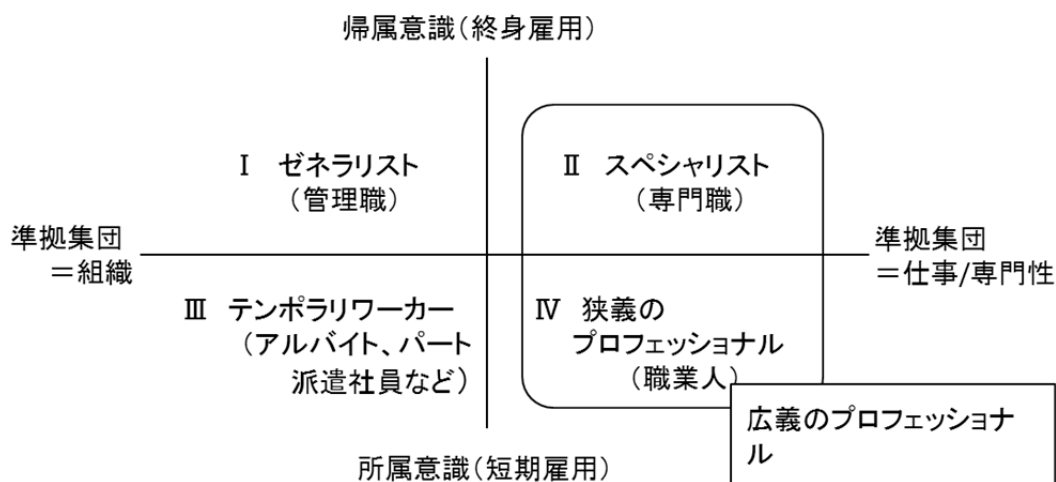 帰属意識(終身雇用)
Ⅰ ゼネラリスト
(管理職)
Ⅱ スペシャリスト
(専門職)
準拠集団
=組織
準拠集団
=仕事/専門性
Ⅲ テンポラリワーカー
(アルバイト、パート
派遣社員など)
Ⅳ 狭義の
プロフェッショナル
(職業人)
広義のプロフェッショナ
ル
所属意識(短期雇用)